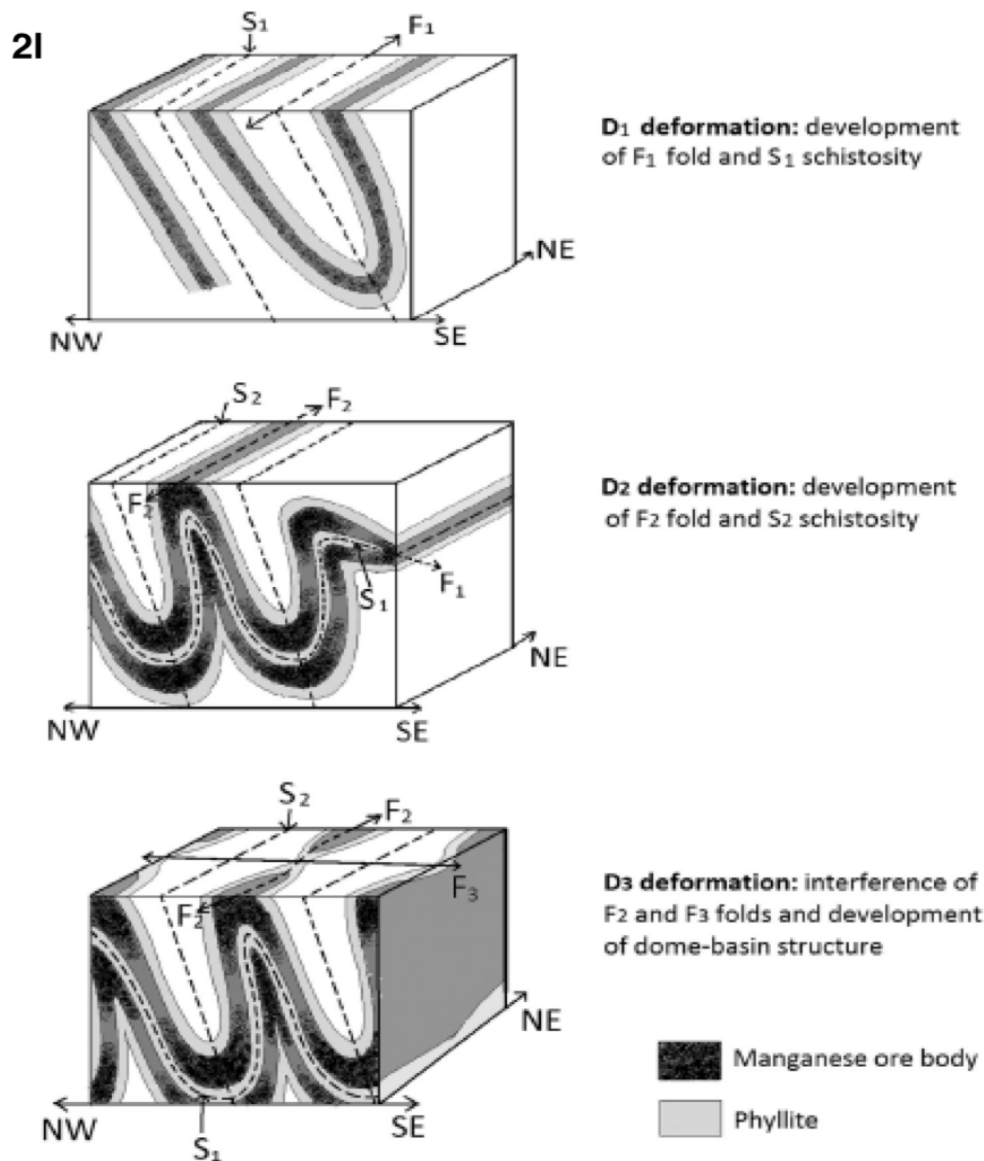 2l
S1
F1
D1 deformation: development
of F1 fold and S1 schistosity
NE
NW
SE
S2
F2
F2
D2 deformation: development
of F2 fold and S2 schistosity
F1
S1
NE
NW
SE
S2
F2
F3
F2
D3 deformation: interference of
F2 and F3 folds and development
of dome-basin structure
NE
Manganese ore body
NW
SE
S1
Phyllite